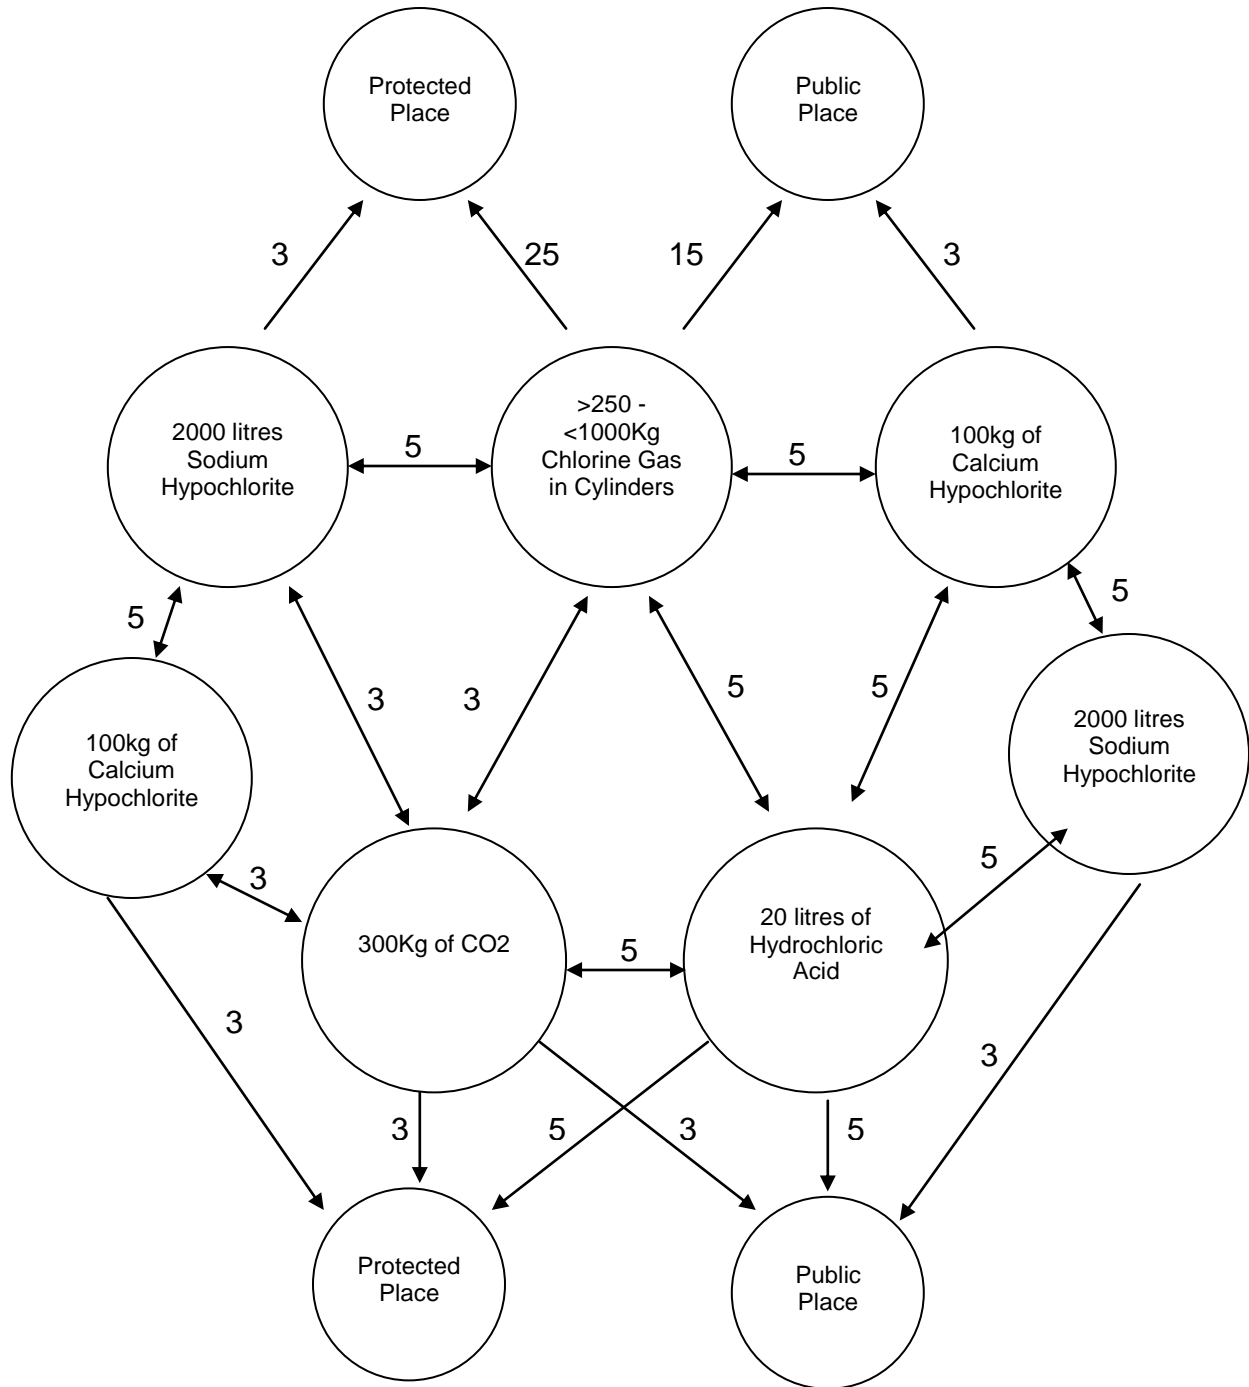 Protected
Place
Public
Place
3
25
15
3
2000 litres
Sodium
Hypochlorite
5
>250 -
<1000Kg
Chlorine Gas
in Cylinders
5
100kg of
Calcium
Hypochlorite
5
5
3
3
5
5
100kg of
Calcium
Hypochlorite
2000 litres
Sodium
Hypochlorite
3
5
300Kg of CO2
5
20 litres of
Hydrochloric
Acid
3
3
5
3
5
3
Protected
Place
Public
Place